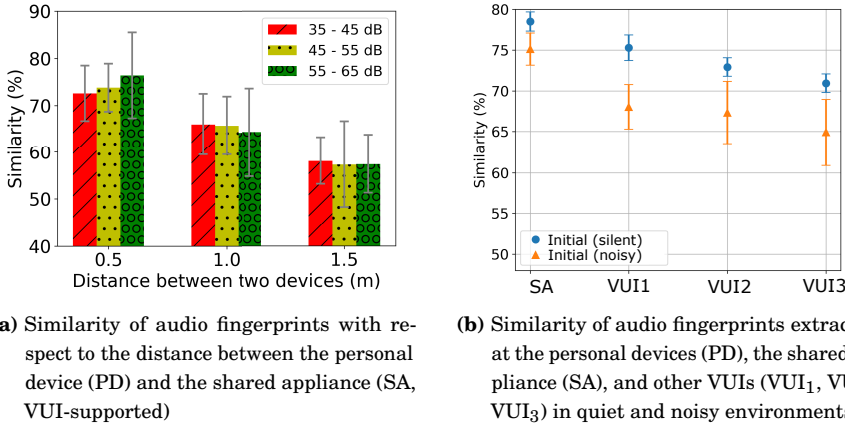 90
80
70
60
50
40
Similarity (%)
35 - 45 dB
45 - 55 dB
55 - 65 dB
0.5 1.0 1.5
Distance between two devices (m)
80
75
70
65
60
55
50
Similarity (%)
Initial (silent)
Initial (noisy)
SA VUI1 VUI2 VUI3
a) Similarity of audio fingerprints with re-
spect to the distance between the personal
device (PD) and the shared appliance (SA,
VUI-supported)
(b) Similarity of audio fingerprints extrac
at the personal devices (PD), the shared
pliance (SA), and other VUIs (VUI1, VU
VUI3) in quiet and noisy environment